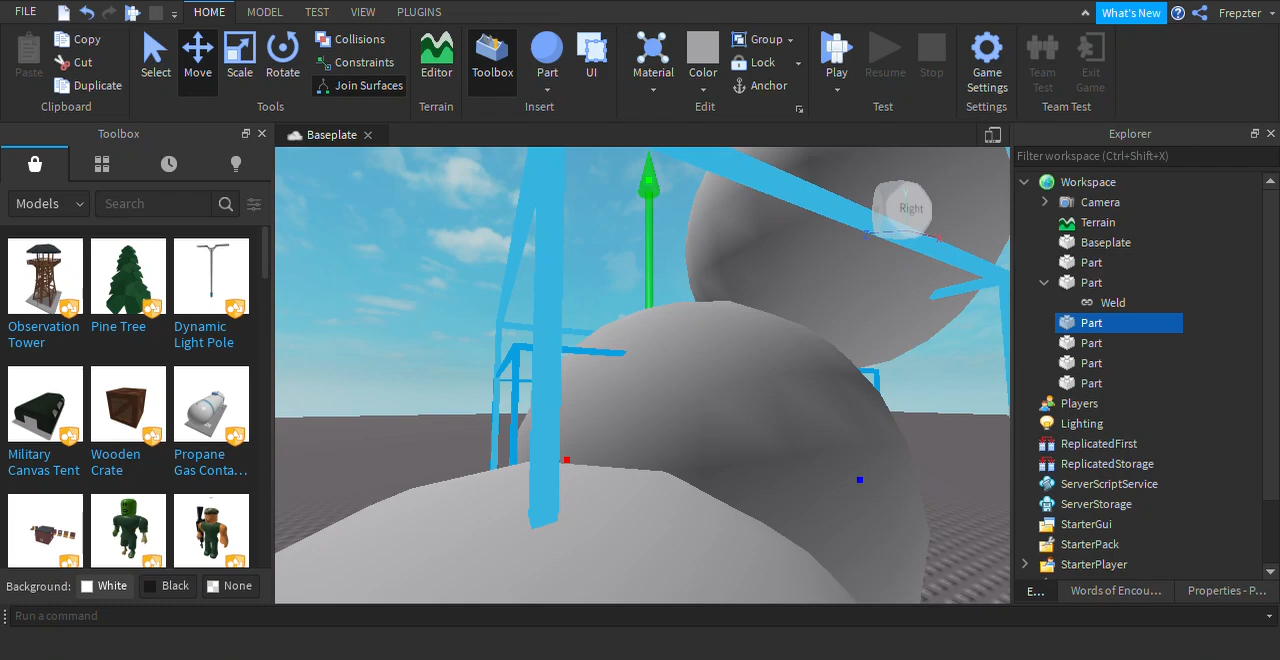 FILE
HOME
MODEL
TEST
VIEW
PLUGINS
What's New
Frepzter
Paste
Copy
Cut
Duplicate
Clipboard
Select
Move
Scale
Rotate
Collisions
Constraints
Join Surfaces
Tools
Editor
Terrain
Toolbox
Part
UI
Insert
Material
Color
Group
Lock
Anchor
Edit
Play
Resume
Stop
Test
Game
Settings
Settings
Team
Test
Exit
Game
Team Test
Toolbox
Models
Search
Observation
Tower
Pine Tree
Dynamic
Light Pole
Military
Canvas Tent
Wooden
Crate
Propane
Gas Conta...
Background:
White
Black
None
Baseplate
Right
Explorer
Filter workspace (Ctrl+Shift+X)
Workspace
Camera
Terrain
Baseplate
Part
Part
Weld
Part
Part
Part
Part
Players
Lighting
ReplicatedFirst
ReplicatedStorage
ServerScriptService
ServerStorage
StarterGui
StarterPack
StarterPlayer
E...
Words of Encou...
Properties - P...
Run a command